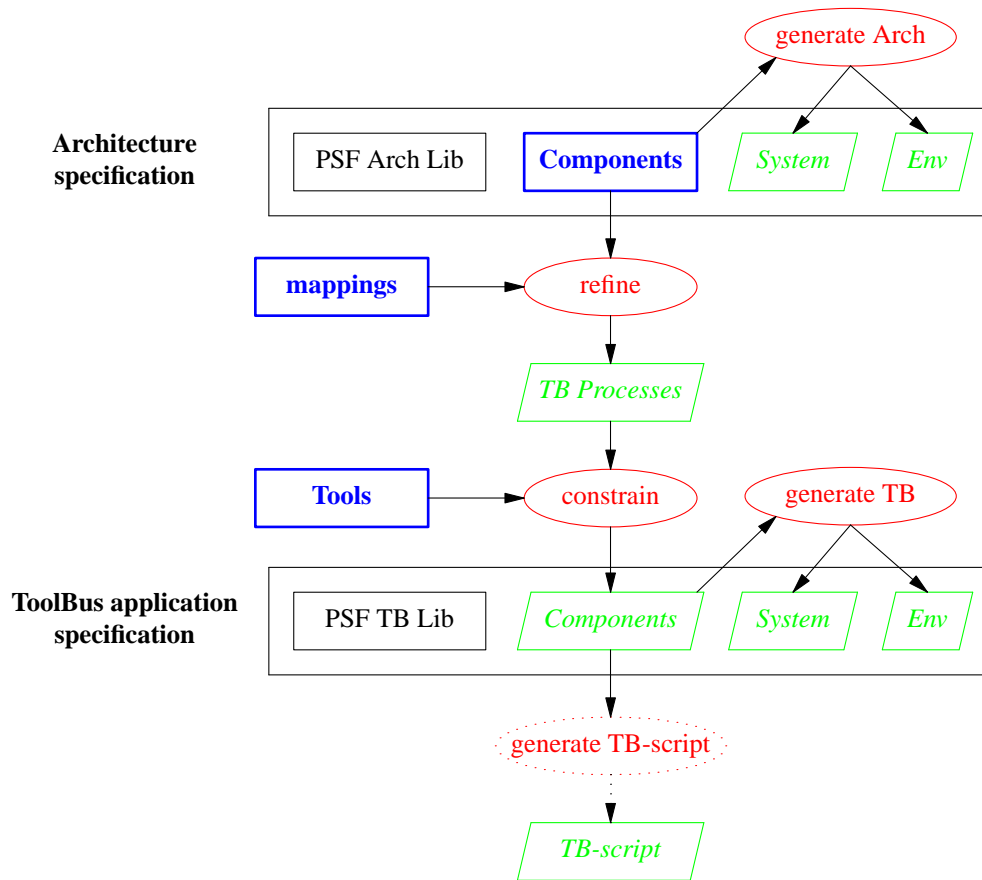 generate Arch
Architecture
specification
PSF Arch Lib
Components
System
Env
mappings
refine
TB Processes
Tools
constrain
generate TB
ToolBus application
specification
PSF TB Lib
Components
System
Env
generate TB-script
TB-script